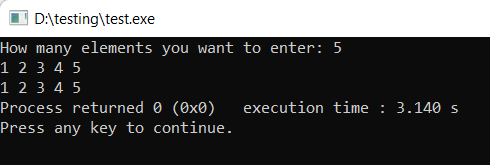 D:\testing\test.exe
How many elements you want to enter: 5
1 2 3 4 5
1 2 3 4 5
Process returned 0 (0x0)   execution time : 3.140 s
Press any key to continue.